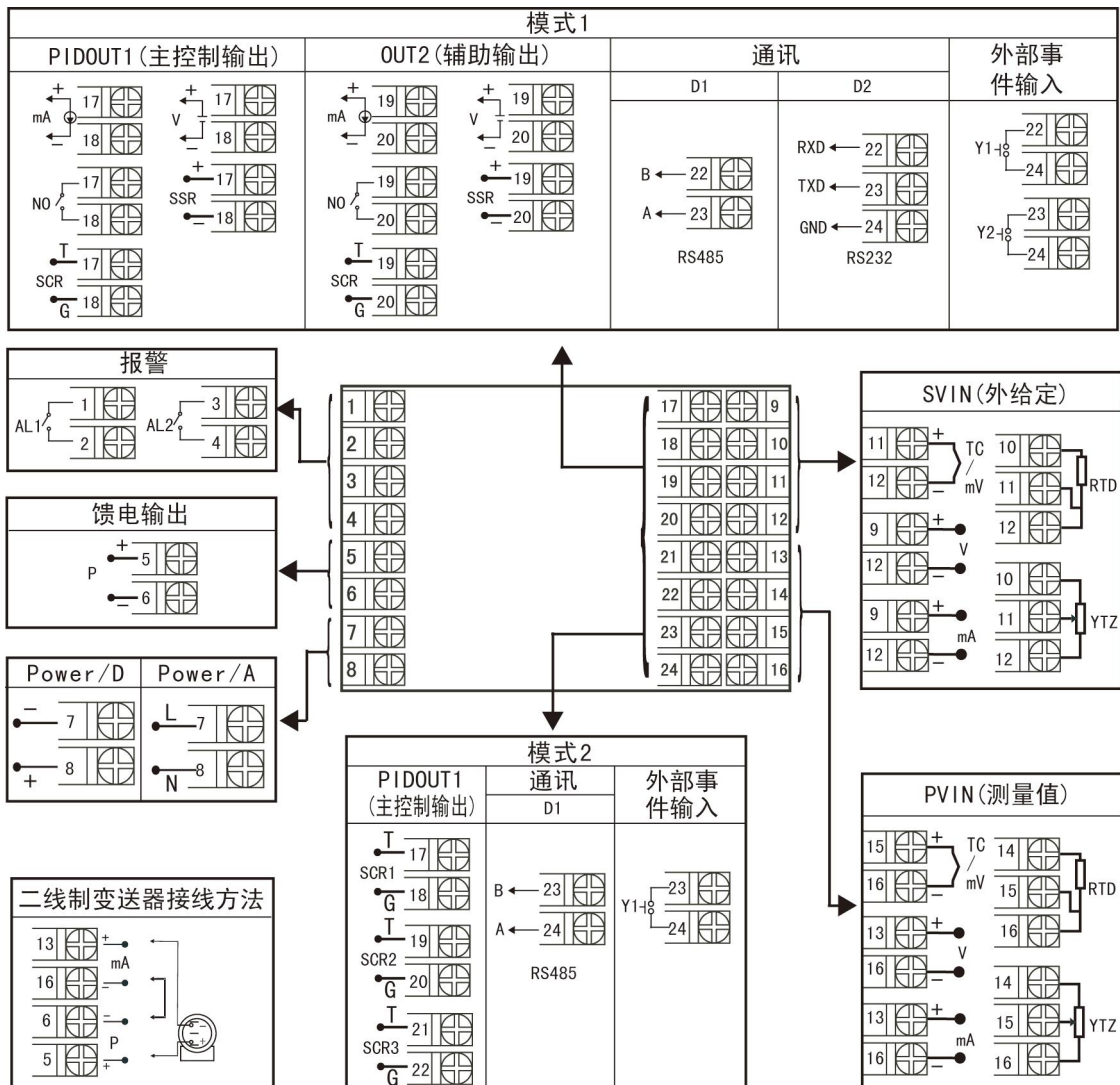 模式1
PIDOUT1(主控制输出)
OUT2(辅助输出)
通讯
外部事
件输入
D1
D2
+
mA
−
17
18
+
V
−
17
18
NO
17
18
+
SSR
−
17
18
T
SCR
G
17
18
+
mA
−
19
20
+
V
−
19
20
NO
19
20
+
SSR
−
19
20
T
SCR
G
19
20
B
22
A
23
RS485
RXD
22
TXD
23
GND
24
RS232
Y1
22
24
Y2
23
24
报警
AL1
1
2
AL2
3
4
馈电输出
P
+
5
−
6
Power/D
Power/A
−
7
+
8
L
7
N
8
1
2
3
4
5
6
7
8
17
9
18
10
19
11
20
12
21
13
22
14
23
15
24
16
SVIN(外给定)
11
+
12
−
TC
/
mV
10
11
12
RTD
9
+
V
12
−
10
11
12
YTZ
9
+
mA
12
−
模式2
PIDOUT1
(主控制输出)
通讯
D1
外部事
件输入
T
17
SCR1
G
18
T
19
SCR2
G
20
T
21
SCR3
G
22
B
23
A
24
RS485
Y1
23
24
PVIN(测量值)
15
+
16
−
TC
/
mV
14
15
16
RTD
13
+
V
16
−
14
15
16
YTZ
13
+
mA
16
−
二线制变送器接线方法
13
+
mA
16
−
6
−
P
5
+
−
+